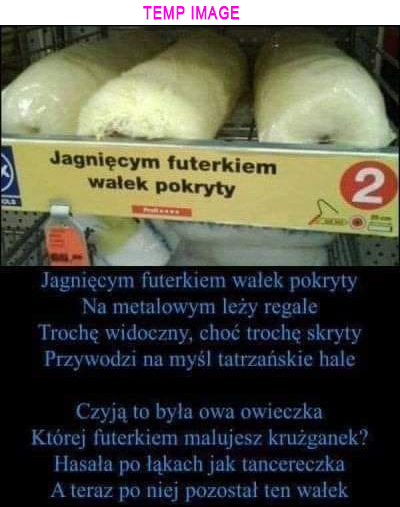 TEMP IMAGE
Jagnięcym futerkiem
wałek pokryty
2
Jagnięcym futerkiem wałek pokryty
Na metalowym leży regale
Trochę widoczny, choć trochę skryty
Przywodzi na myśl tatrzańskie hale
Czyją to była owa owieczka
Której futerkiem malujesz krużganek?
Hasała po łąkach jak tancereczka
A teraz po niej pozostał ten wałek